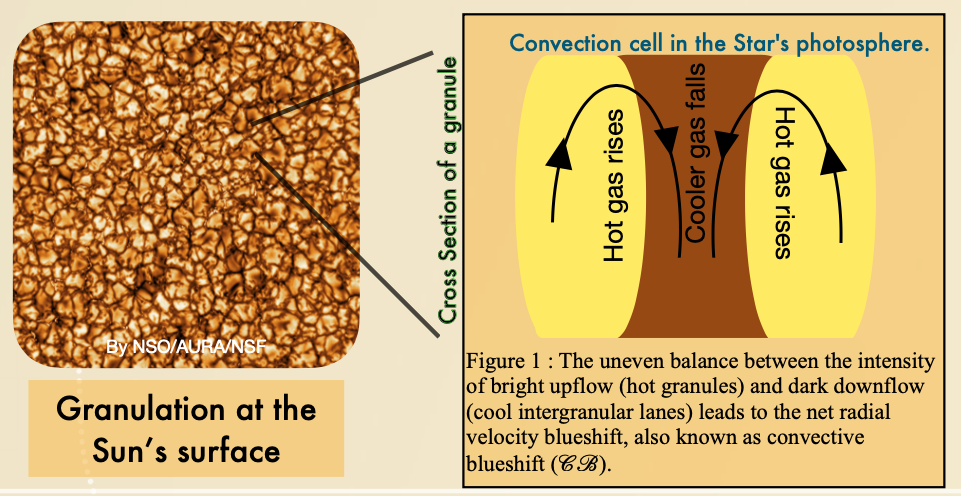 By NSO/AURA/NSF
Granulation at the
Sun's surface
Cross Section of a granule
Convection cell in the Star's photosphere.
Hot gas rises
Cooler gas falls
Hot gas rises
Figure 1 : The uneven balance between the intensity
of bright upflow (hot granules) and dark downflow
(cool intergranular lanes) leads to the net radial
velocity blueshift, also known as convective
blueshift (𝒞ℬ).